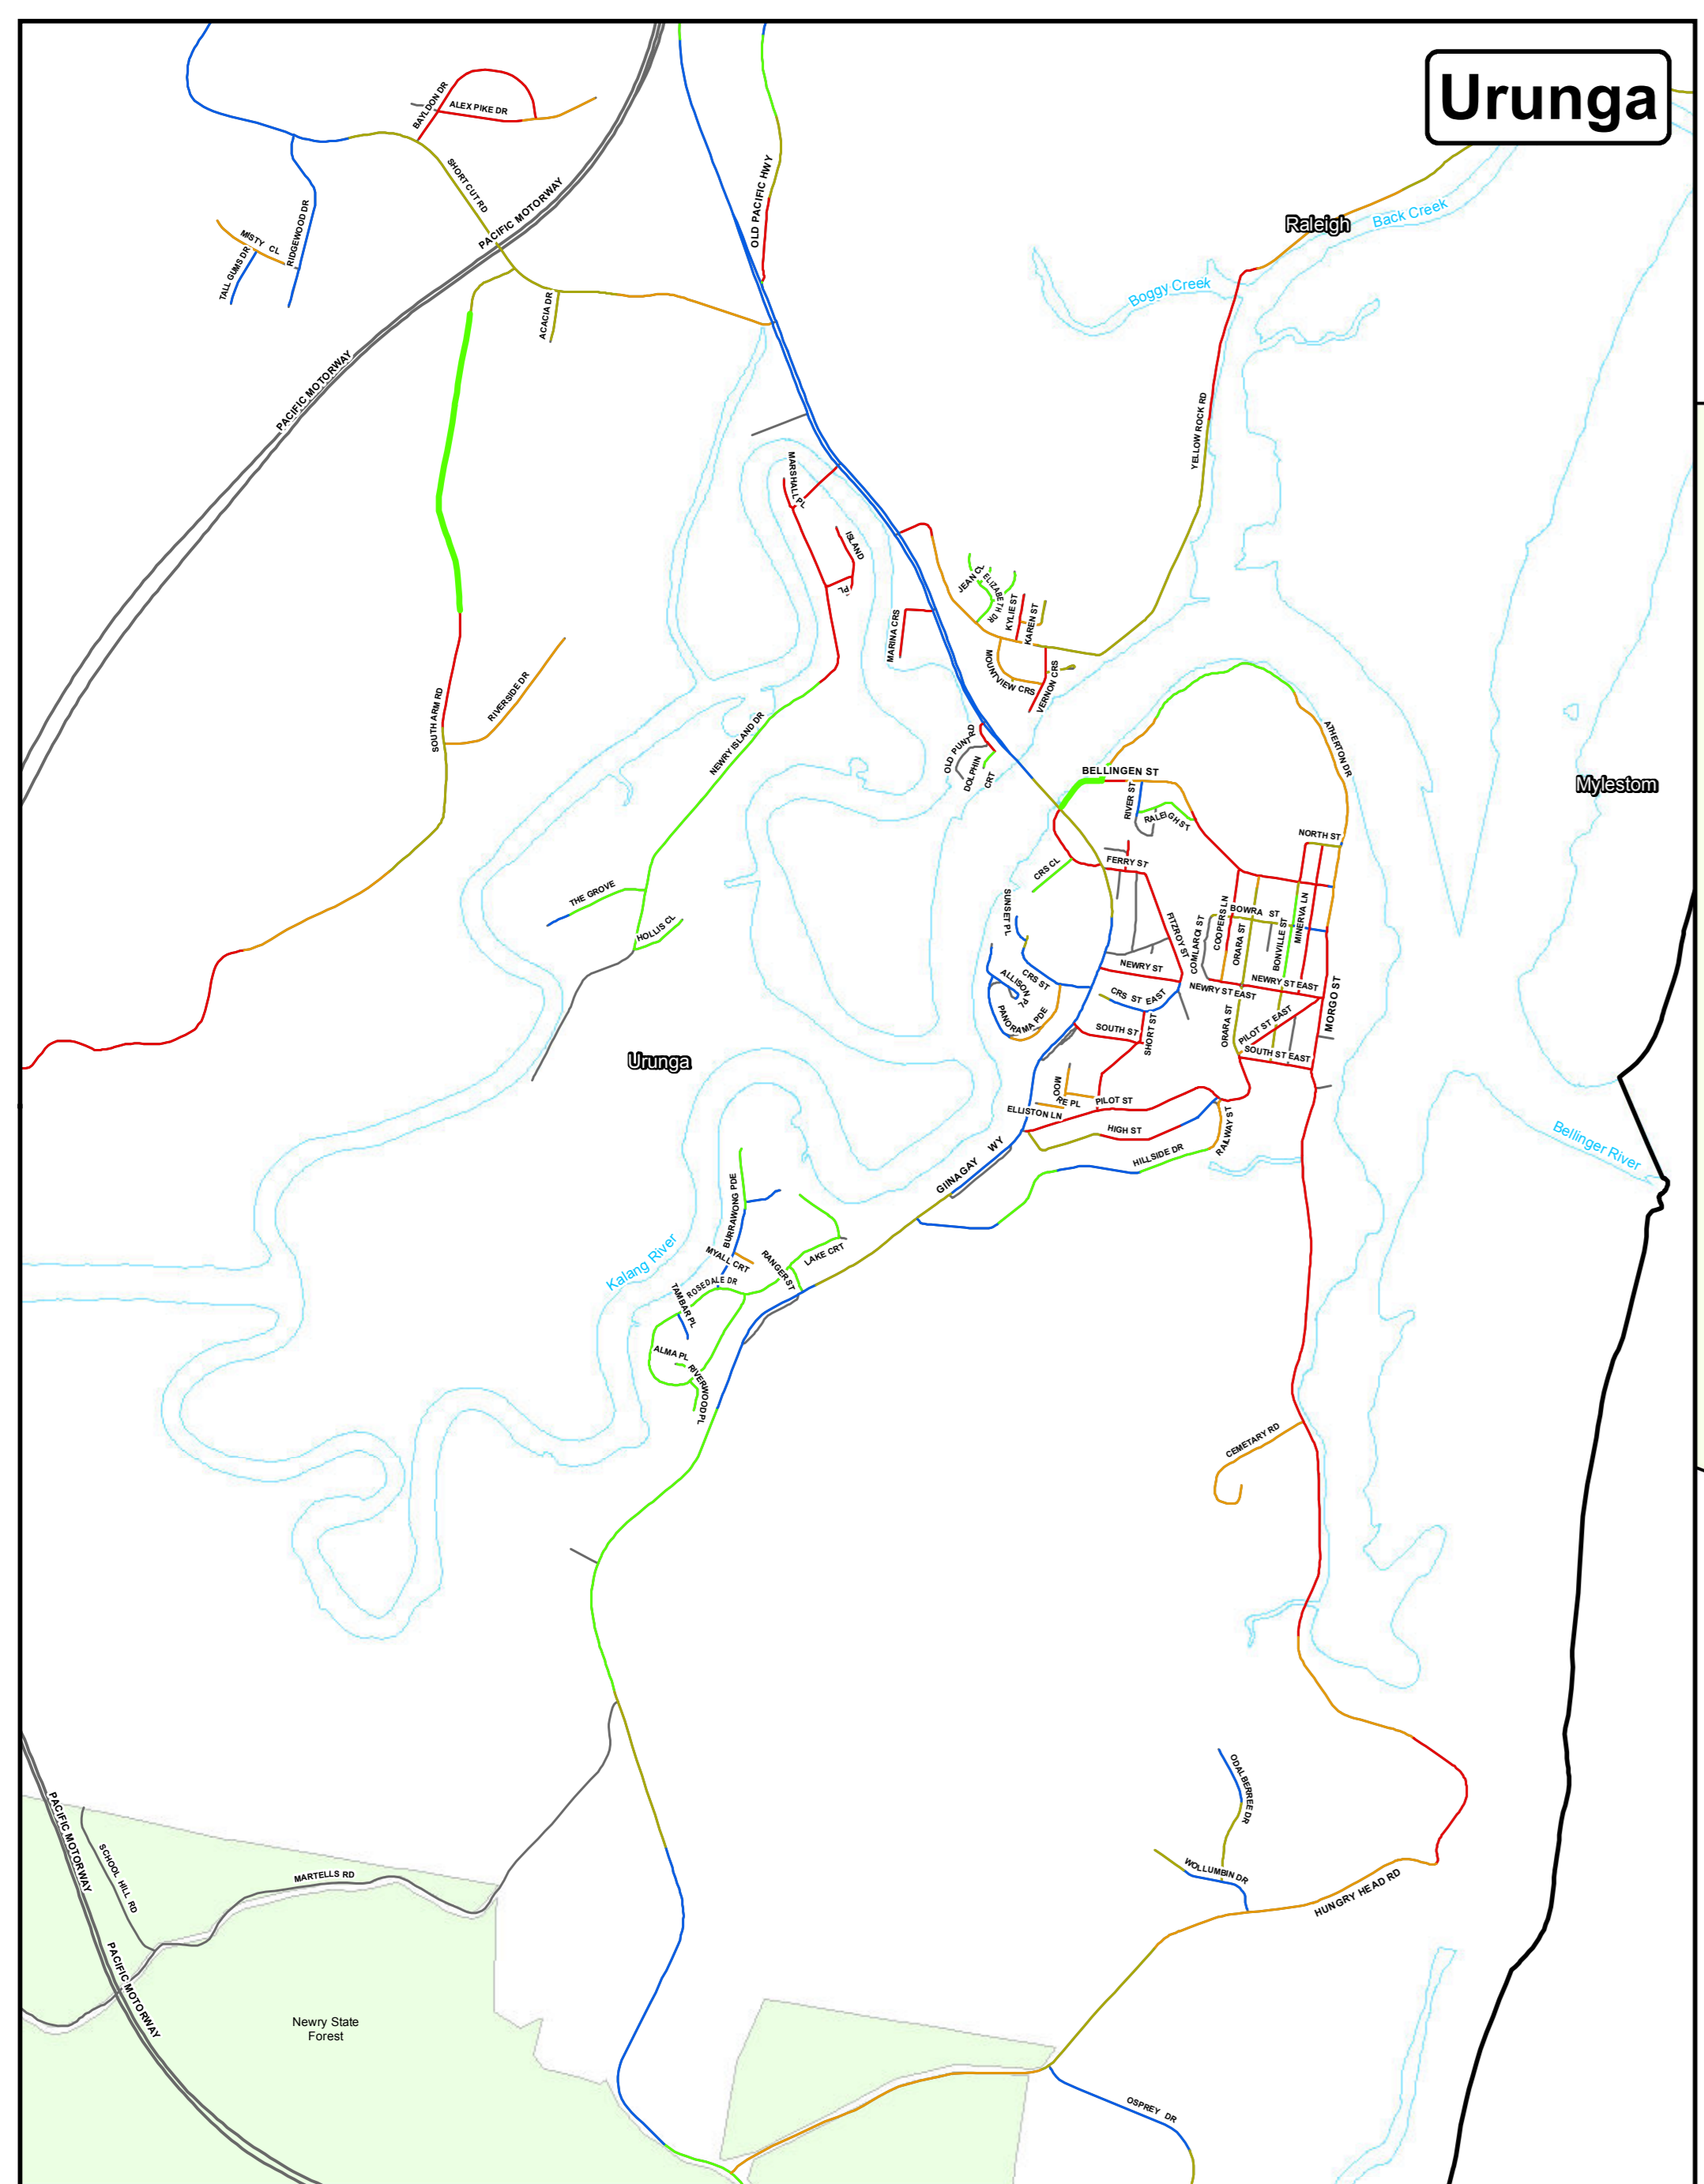 Urunga
BAYLDON DR
ALEX PIKE DR
SHORT CUT RD
PACIFIC MOTORWAY
OLD PACIFIC HWY
RIDGEWOOD DR
MISTY CL
TALL GUMS DR
ACACIA DR
PACIFIC MOTORWAY
Raleigh
Back Creek
Boggy Creek
YELLOW ROCK RD
MARSHALL PL
ISLAND
PL
JEAN CL
ELIZABETH DR
KYLIE ST
KAREN ST
MARINA CRS
MOUNTVIEW CRS
VERNON CRS
SOUTH ARM RD
RIVERSIDE DR
NEWRY ISLAND DR
OLD PUNT RD
DOLPHIN
CRT
ATHERTON DR
BELLINGEN ST
Mylestom
RIVER ST
RALEIGH ST
NORTH ST
FERRY ST
CRS CL
THE GROVE
HOLLIS CL
SUNSET PL
FITZROY ST
COMLAROI ST
COOPERS LN
BOWRA ST
ORARA ST
BONVILLE ST
MINERVA LN
NEWRY ST
NEWRY ST EAST
NEWRY ST EAST
CRS ST
ALLISON
PL
PANORAMA PDE
CRS ST EAST
SOUTH ST
SHORT ST
ORARA ST
PILOT ST EAST
SOUTH ST EAST
MORGO ST
Urunga
MOO
RE PL
PILOT ST
ELLISTON LN
HIGH ST
RAILWAY ST
HILLSIDE DR
GIINAGAY WY
Bellinger River
BURRAWONG PDE
MYALL CRT
RANGER ST
LAKE CRT
Kalang River
ROSEDALE DR
TAMBAR PL
ALMA PL
RIVERWOOD PL
CEMETARY RD
ODALBERREE DR
WOLLUMBIN DR
HUNGRY HEAD RD
PACIFIC MOTORWAY
SCHOOL HILL RD
MARTELLS RD
PACIFIC MOTORWAY
Newry State
Forest
OSPREY DR